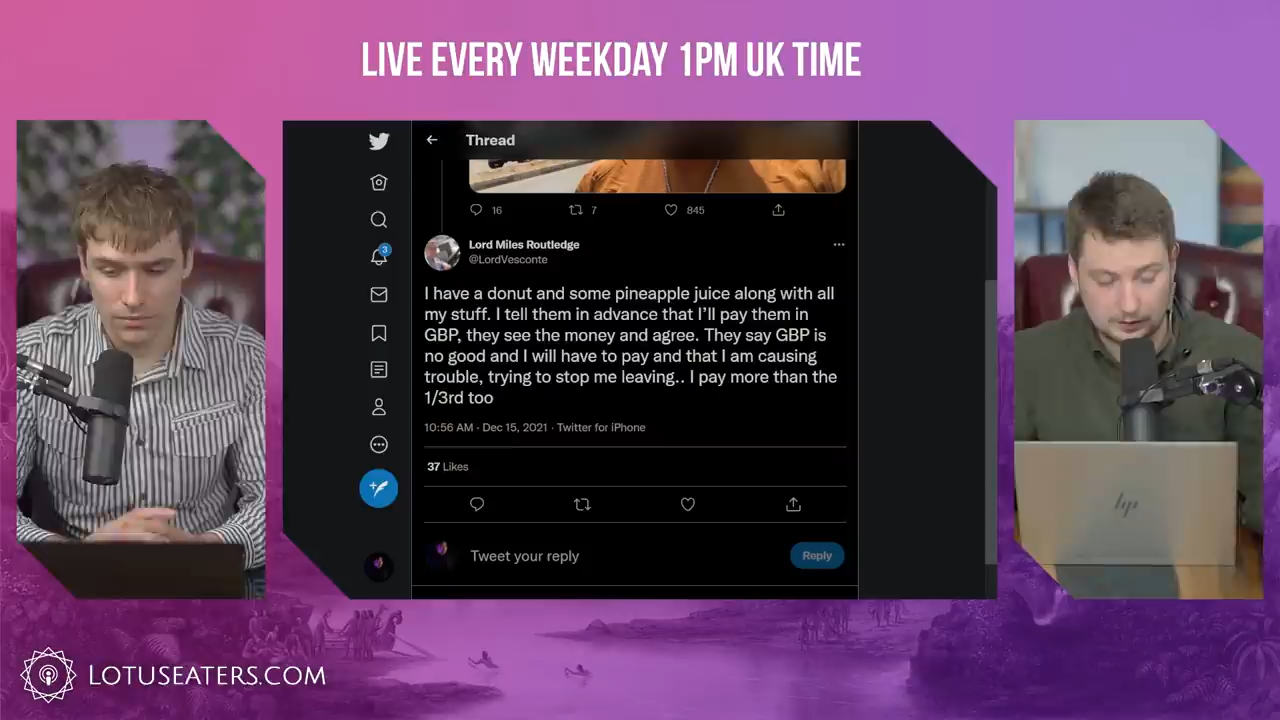 LIVE EVERY WEEKDAY 1PM UK TIME
Thread
16 7 845
3
Lord Miles Routledge
@LordVesconte
I have a donut and some pineapple juice along with all
my stuff. I tell them in advance that I'll pay them in
GBP, they see the money and agree. They say GBP is
no good and I will have to pay and that I am causing
trouble, trying to stop me leaving.. I pay more than the
1/3rd too
10:56 AM · Dec 15, 2021 · Twitter for iPhone
37 Likes
Tweet your reply
Reply
hp
LOTUSEATERS.COM